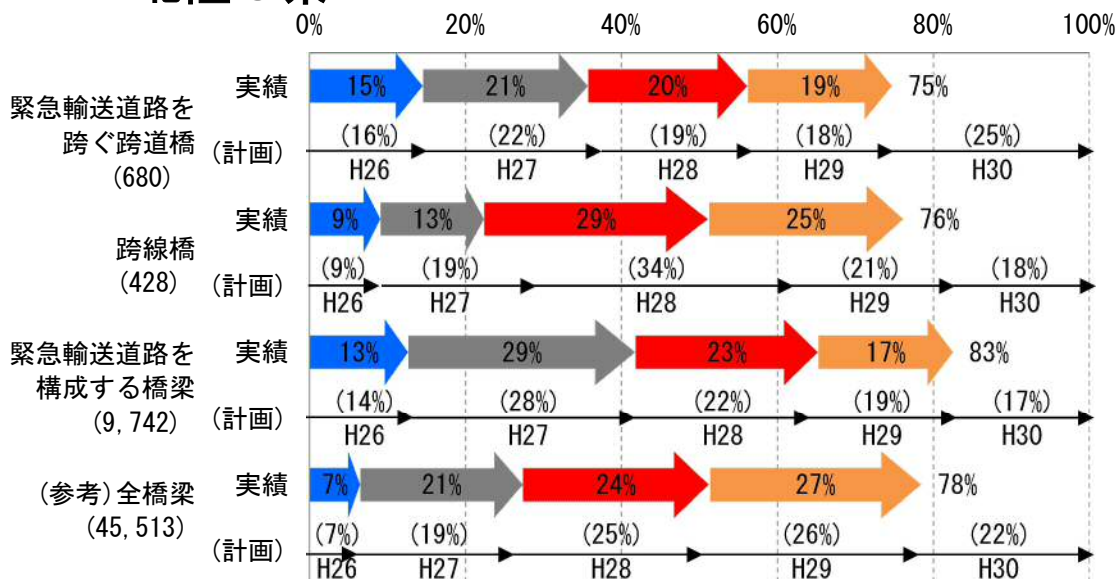 0% 20% 40% 60% 80% 100%
緊急輸送道路を
跨ぐ跨道橋
(680)
実績 15% 21% 20% 19% 75%
(計画) (16%) (22%) (19%) (18%) (25%)
H26 H27 H28 H29 H30
跨線橋
(428)
実績 9% 13% 29% 25% 76%
(計画) (9%) (19%) (34%) (21%) (18%)
H26 H27 H28 H29 H30
緊急輸送道路を
構成する橋梁
(9,742)
実績 13% 29% 23% 17% 83%
(計画) (14%) (28%) (22%) (19%) (17%)
H26 H27 H28 H29 H30
(参考)全橋梁
(45,513)
実績 7% 21% 24% 27% 78%
(計画) (7%) (19%) (25%) (26%) (22%)
H26 H27 H28 H29 H30